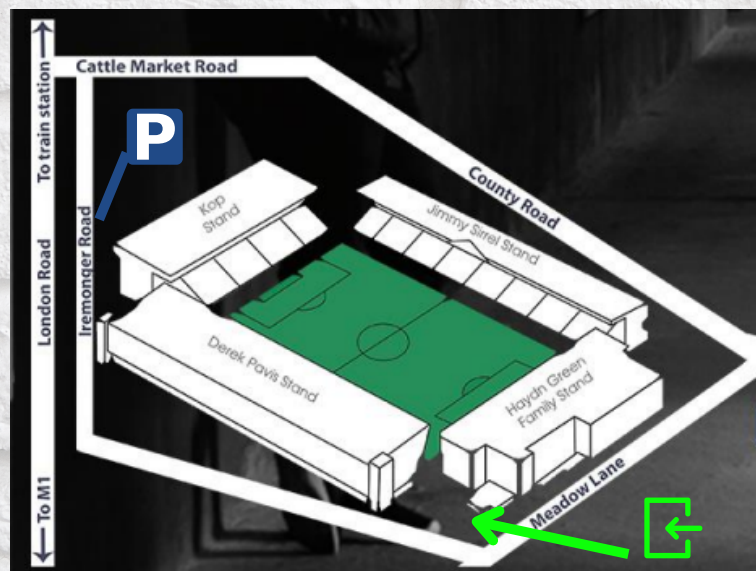 To train station
Cattle Market Road
P
Kop
Stand
County Road
Jimmy Sirrel Stand
London Road
Iremonger Road
Derek Pavis Stand
Haydn Green
Family Stand
To M1
Meadow Lane